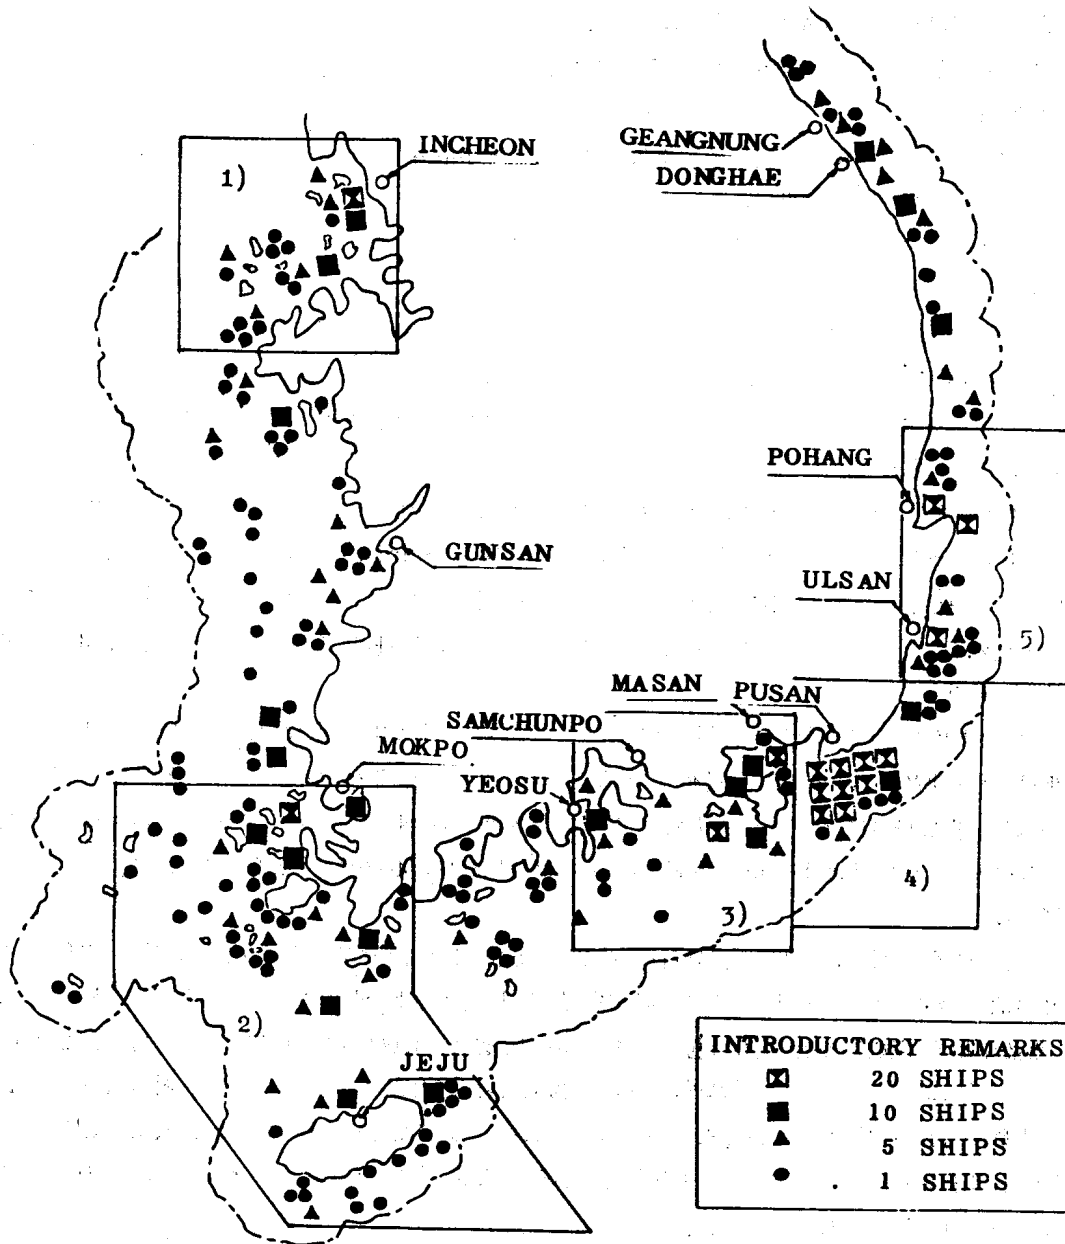 INCHEON
1)
GEANGNUNG
DONGHAE
POHANG
GUNSAN
ULSAN
5)
MASAN
PUSAN
SAMCHUNPO
MOKPO
YEOSU
4)
3)
2)
JEJU
INTRODUCTORY REMARKS
20 SHIPS
10 SHIPS
5 SHIPS
1 SHIPS